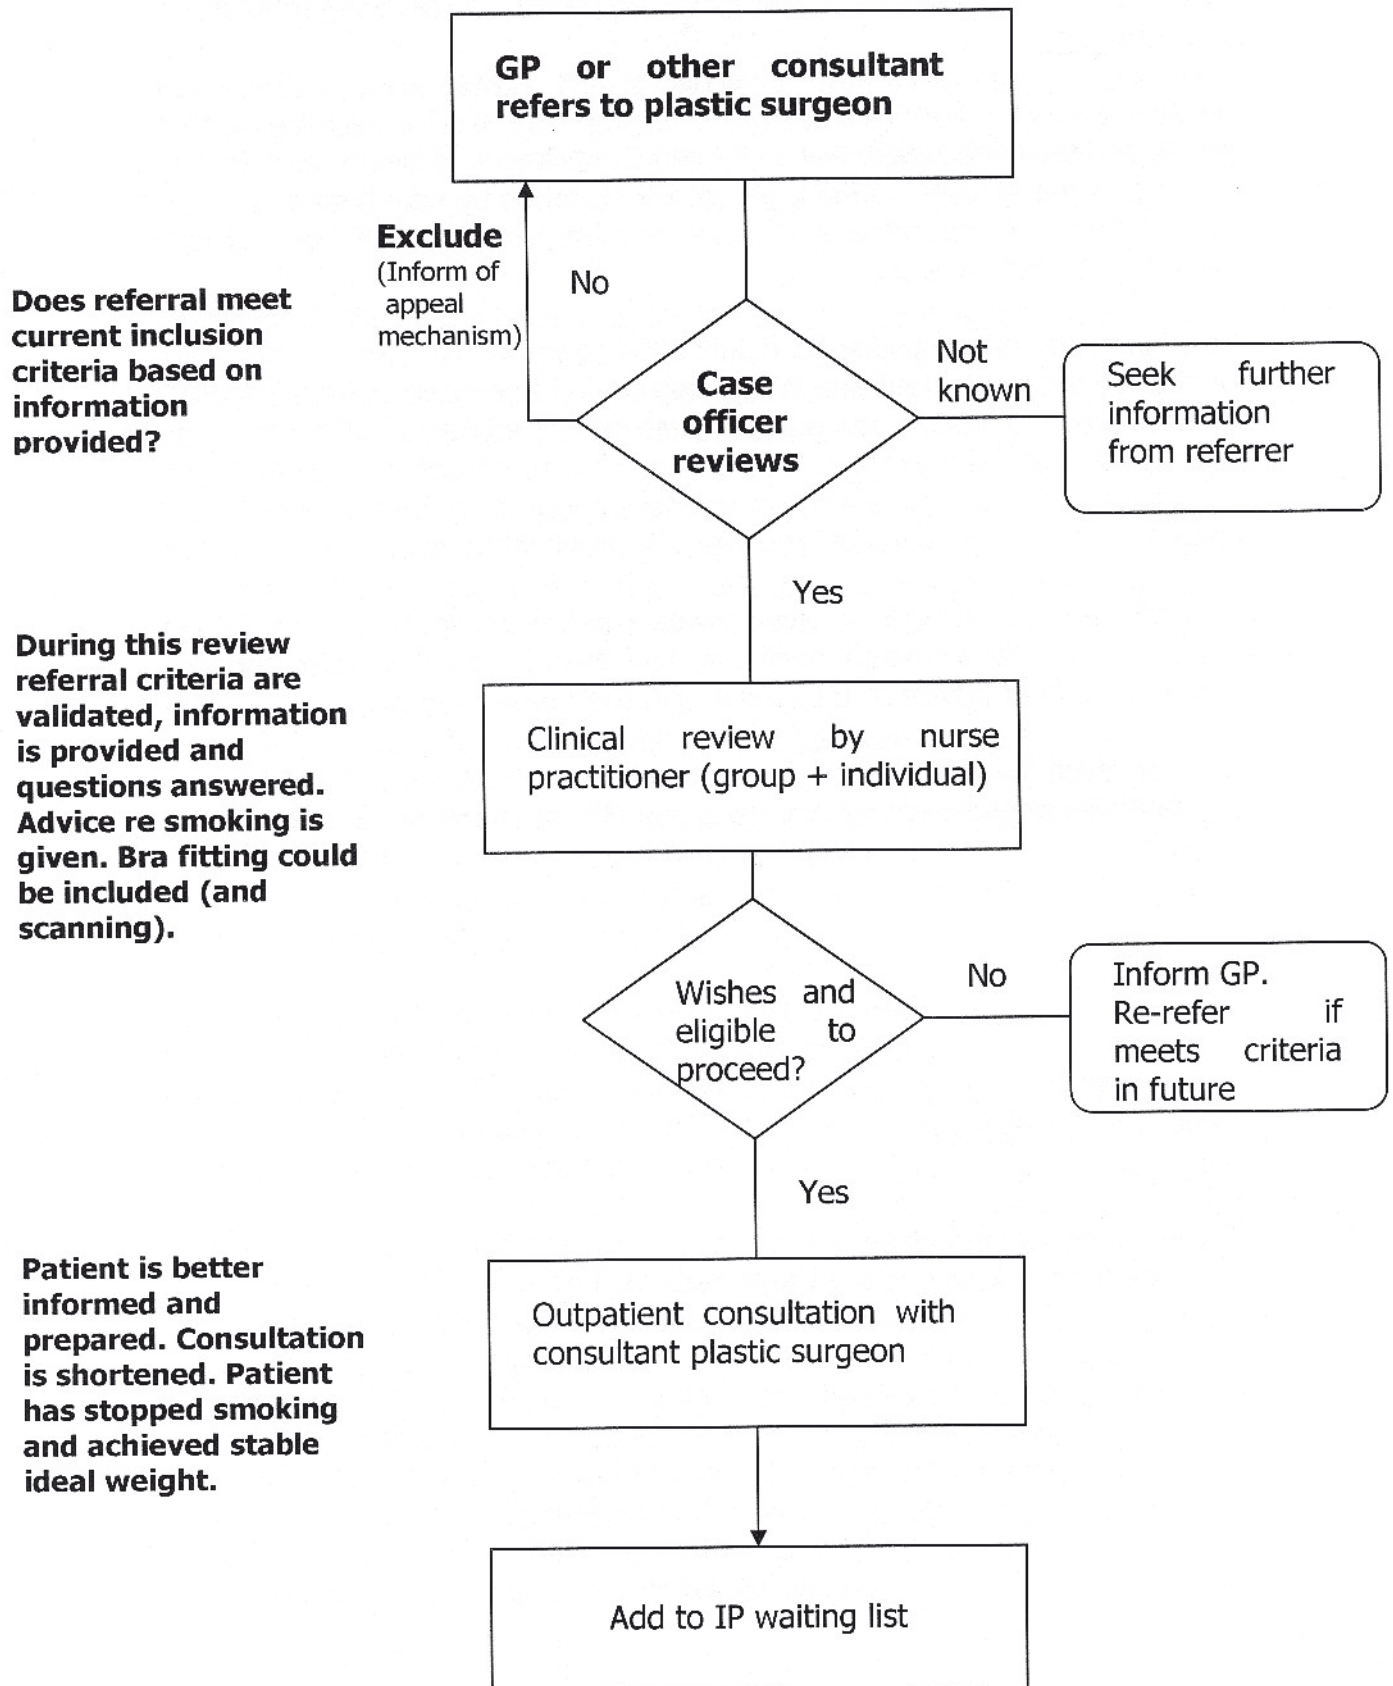 GP or other consultant
refers to plastic surgeon
Exclude
(Inform of
appeal
mechanism)
No
Does referral meet
current inclusion
criteria based on
information
provided?
Case
officer
reviews
Not
known
Seek further
information
from referrer
Yes
During this review
referral criteria are
validated, information
is provided and
questions answered.
Advice re smoking is
given. Bra fitting could
be included (and
scanning).
Clinical review by nurse
practitioner (group + individual)
Wishes and
eligible to
proceed?
No
Inform GP.
Re-refer if
meets criteria
in future
Yes
Patient is better
informed and
prepared. Consultation
is shortened. Patient
has stopped smoking
and achieved stable
ideal weight.
Outpatient consultation with
consultant plastic surgeon
Add to IP waiting list